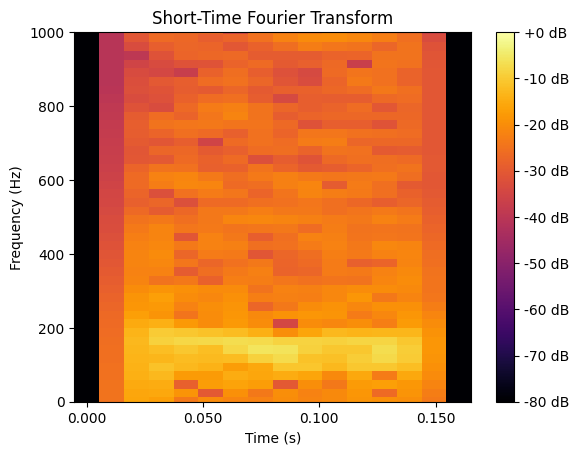 Short-Time Fourier Transform
1000
800
600
400
200
0
Frequency (Hz)
0.000
0.050
0.100
0.150
Time (s)
+0 dB
-10 dB
-20 dB
-30 dB
-40 dB
-50 dB
-60 dB
-70 dB
-80 dB